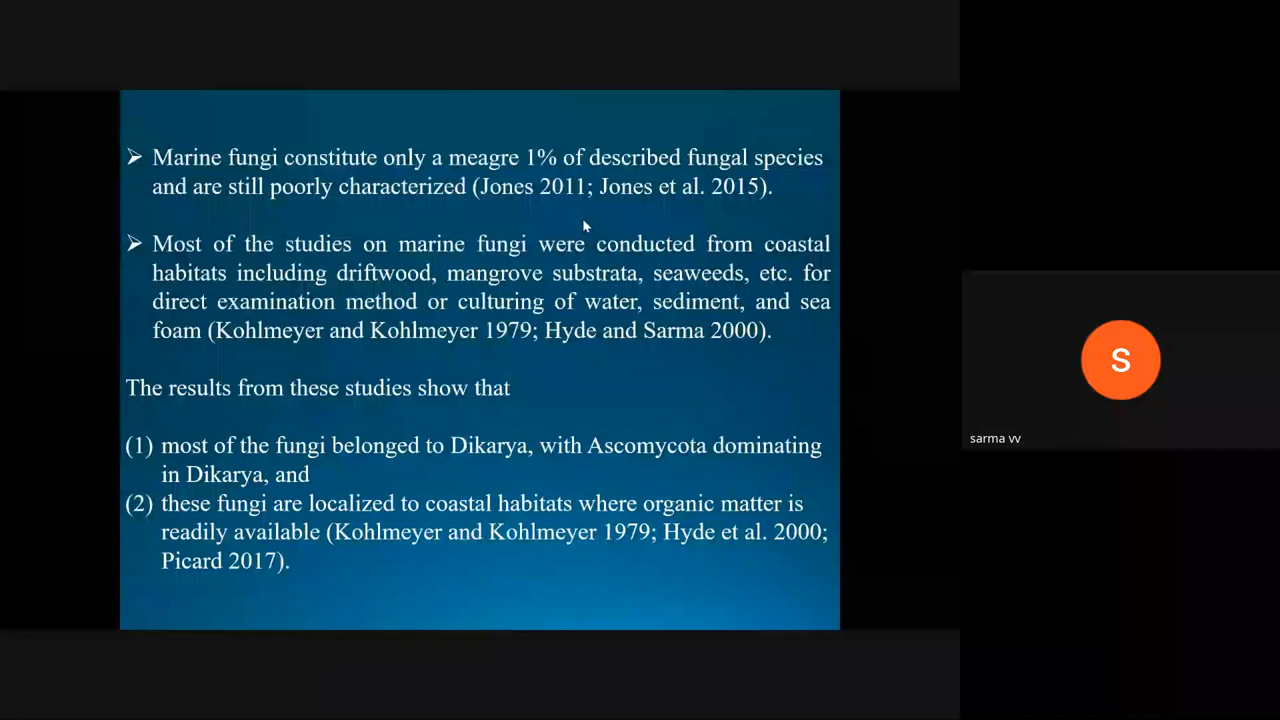 ➢ Marine fungi constitute only a meagre 1% of described fungal species
and are still poorly characterized (Jones 2011; Jones et al. 2015).
➢ Most of the studies on marine fungi were conducted from coastal
habitats including driftwood, mangrove substrata, seaweeds, etc. for
direct examination method or culturing of water, sediment, and sea
foam (Kohlmeyer and Kohlmeyer 1979; Hyde and Sarma 2000).
The results from these studies show that
(1) most of the fungi belonged to Dikarya, with Ascomycota dominating
in Dikarya, and
(2) these fungi are localized to coastal habitats where organic matter is
readily available (Kohlmeyer and Kohlmeyer 1979; Hyde et al. 2000;
Picard 2017).
S
sarma vv